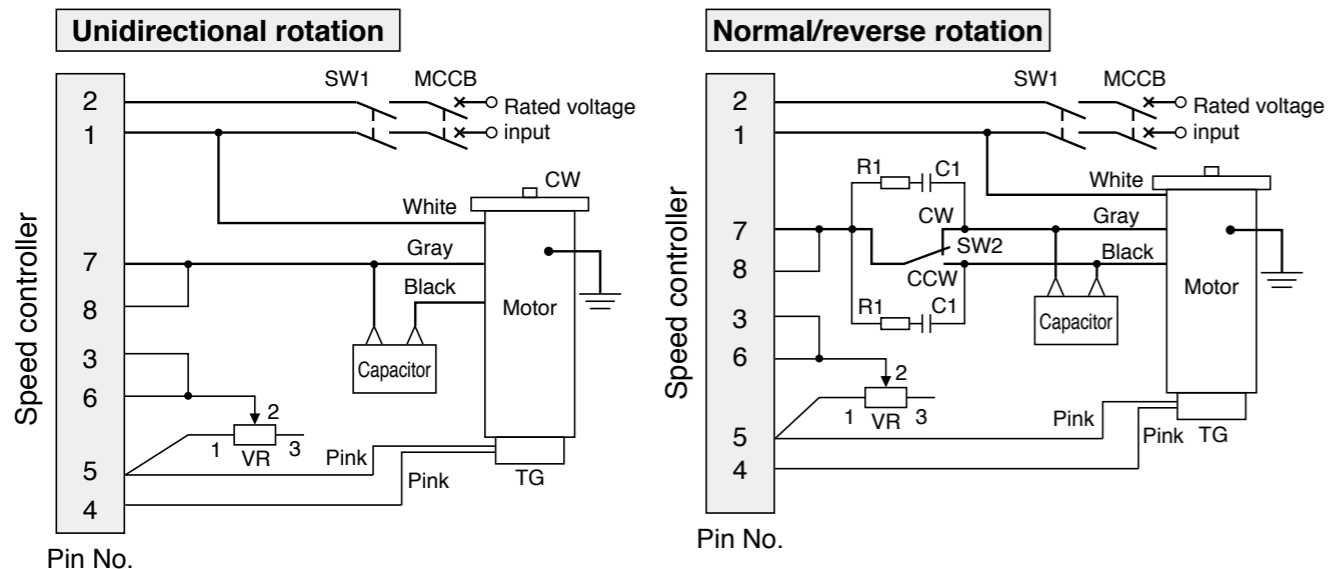 Unidirectional rotation
Speed controller
2
1
7
8
3
6
5
4
Pin No.
SW1 MCCB
Rated voltage
input
CW
White
Gray
Black
Motor
Capacitor
2
1 VR 3
Pink
Pink
TG
Normal/reverse rotation
Speed controller
2
1
7
8
3
6
5
4
Pin No.
SW1 MCCB
Rated voltage
input
R1 C1
White
CW
Gray
SW2
CCW
Black
R1 C1
Motor
Capacitor
2
1 VR 3
Pink
Pink TG